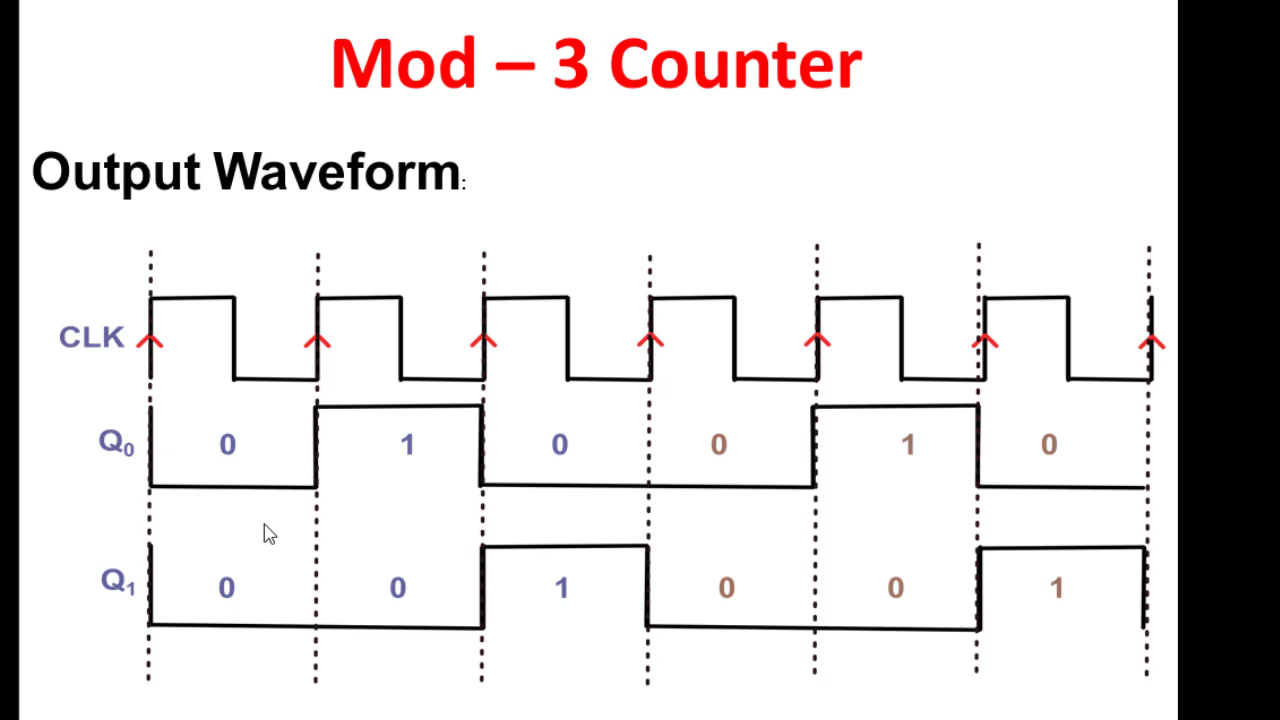 Mod – 3 Counter
Output Waveform:
CLK
Q₀ 0 1 0 0 1 0
Q₁ 0 0 1 0 0 1